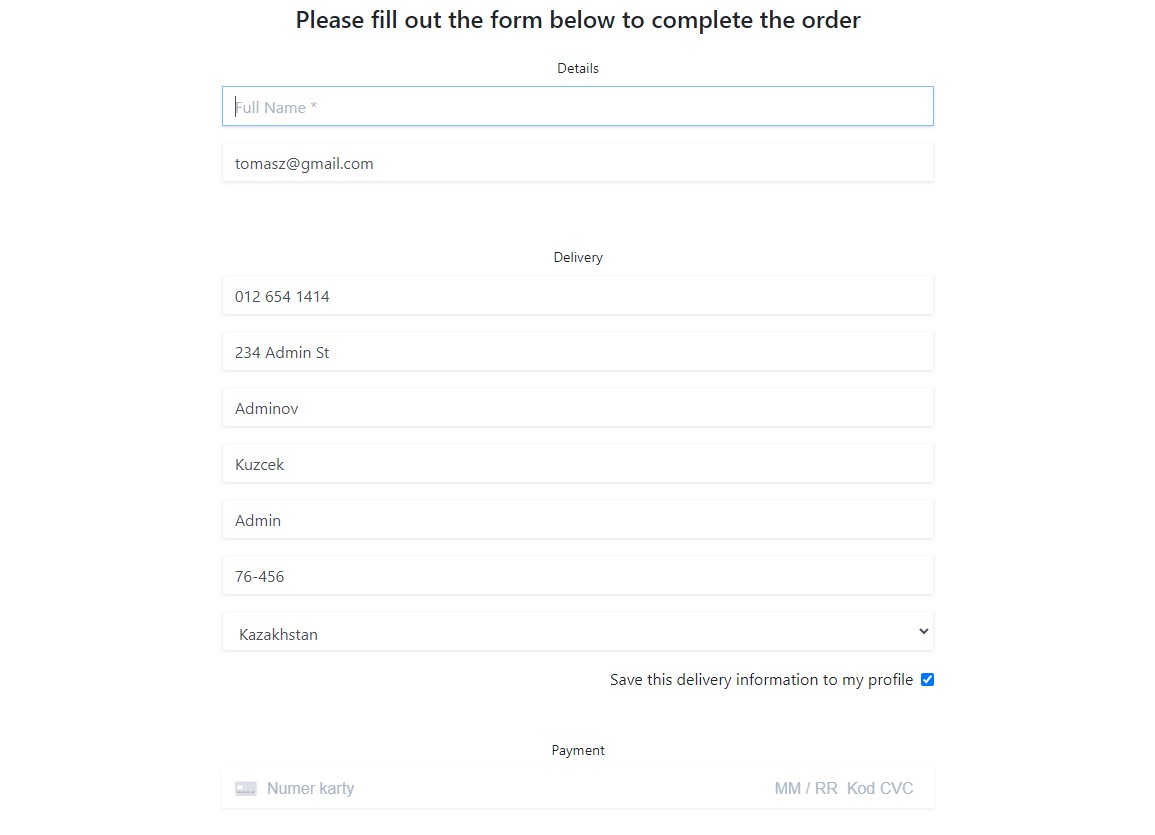 Please fill out the form below to complete the order
Details
Full Name *
tomasz@gmail.com
Delivery
012 654 1414
234 Admin St
Adminov
Kuzcek
Admin
76-456
Kazakhstan
Save this delivery information to my profile
Payment
Numer karty MM / RR Kod CVC